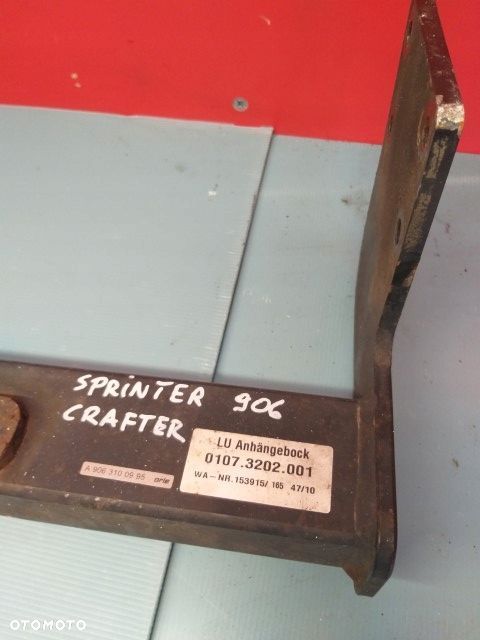 SPRINTER 906
CRAFTER
LU Anhängebock
0107.3202.001
WA-NR.153915/ 165 47/10
A 906 310 09 95 oris
OTOMOTO